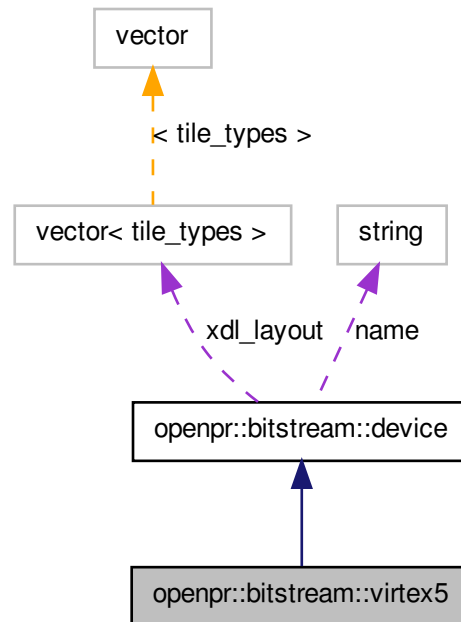 vector
< tile_types >
vector< tile_types >
string
xdl_layout
name
openpr::bitstream::device
openpr::bitstream::virtex5